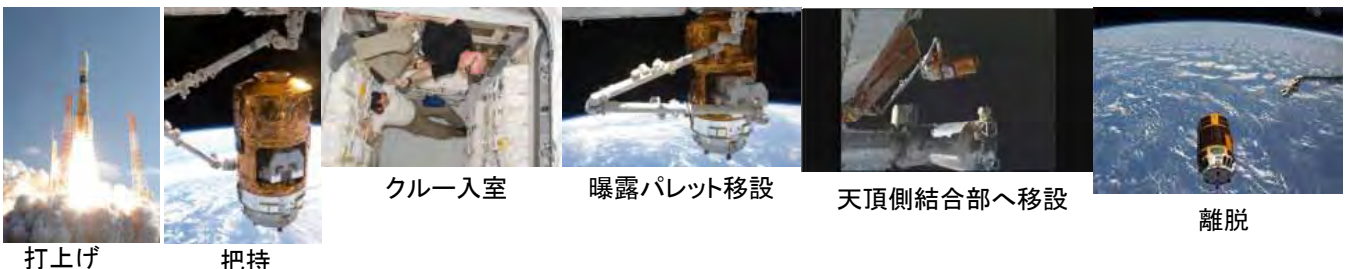 打上げ
把持
クルー入室
曝露パレット移設
天頂側結合部へ移設
離脱